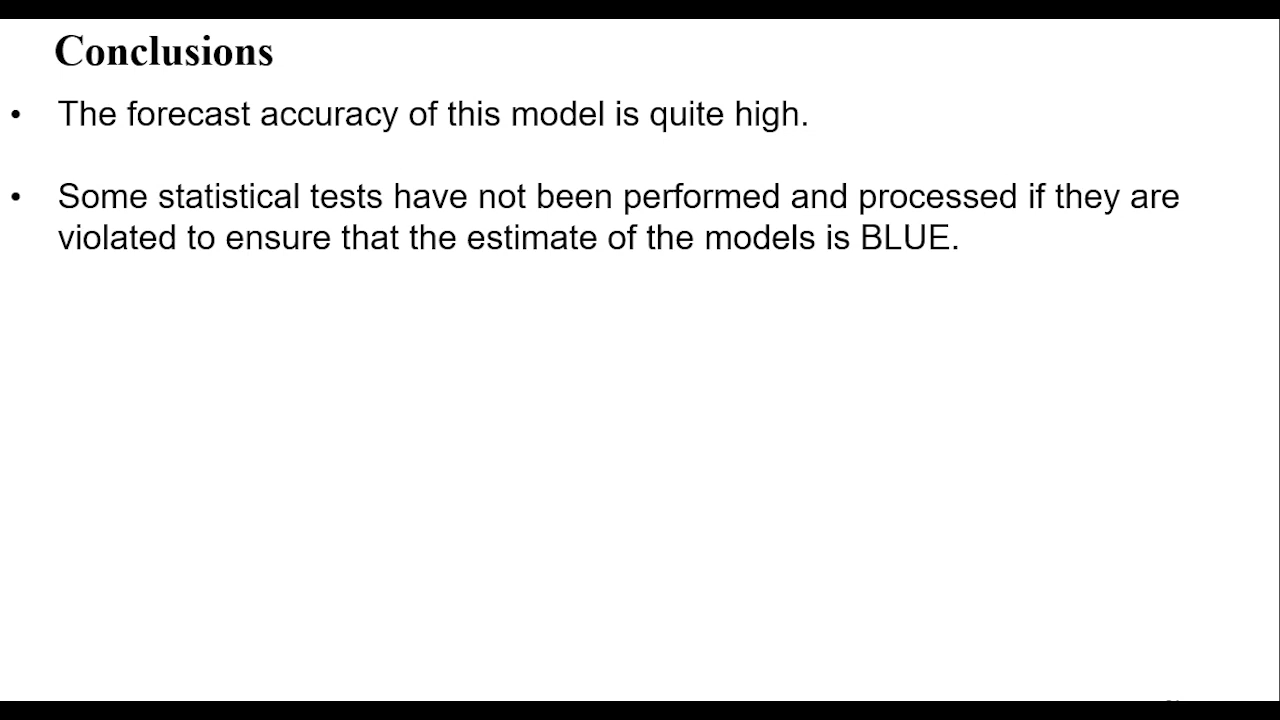 Conclusions
• The forecast accuracy of this model is quite high.
• Some statistical tests have not been performed and processed if they are
violated to ensure that the estimate of the models is BLUE.